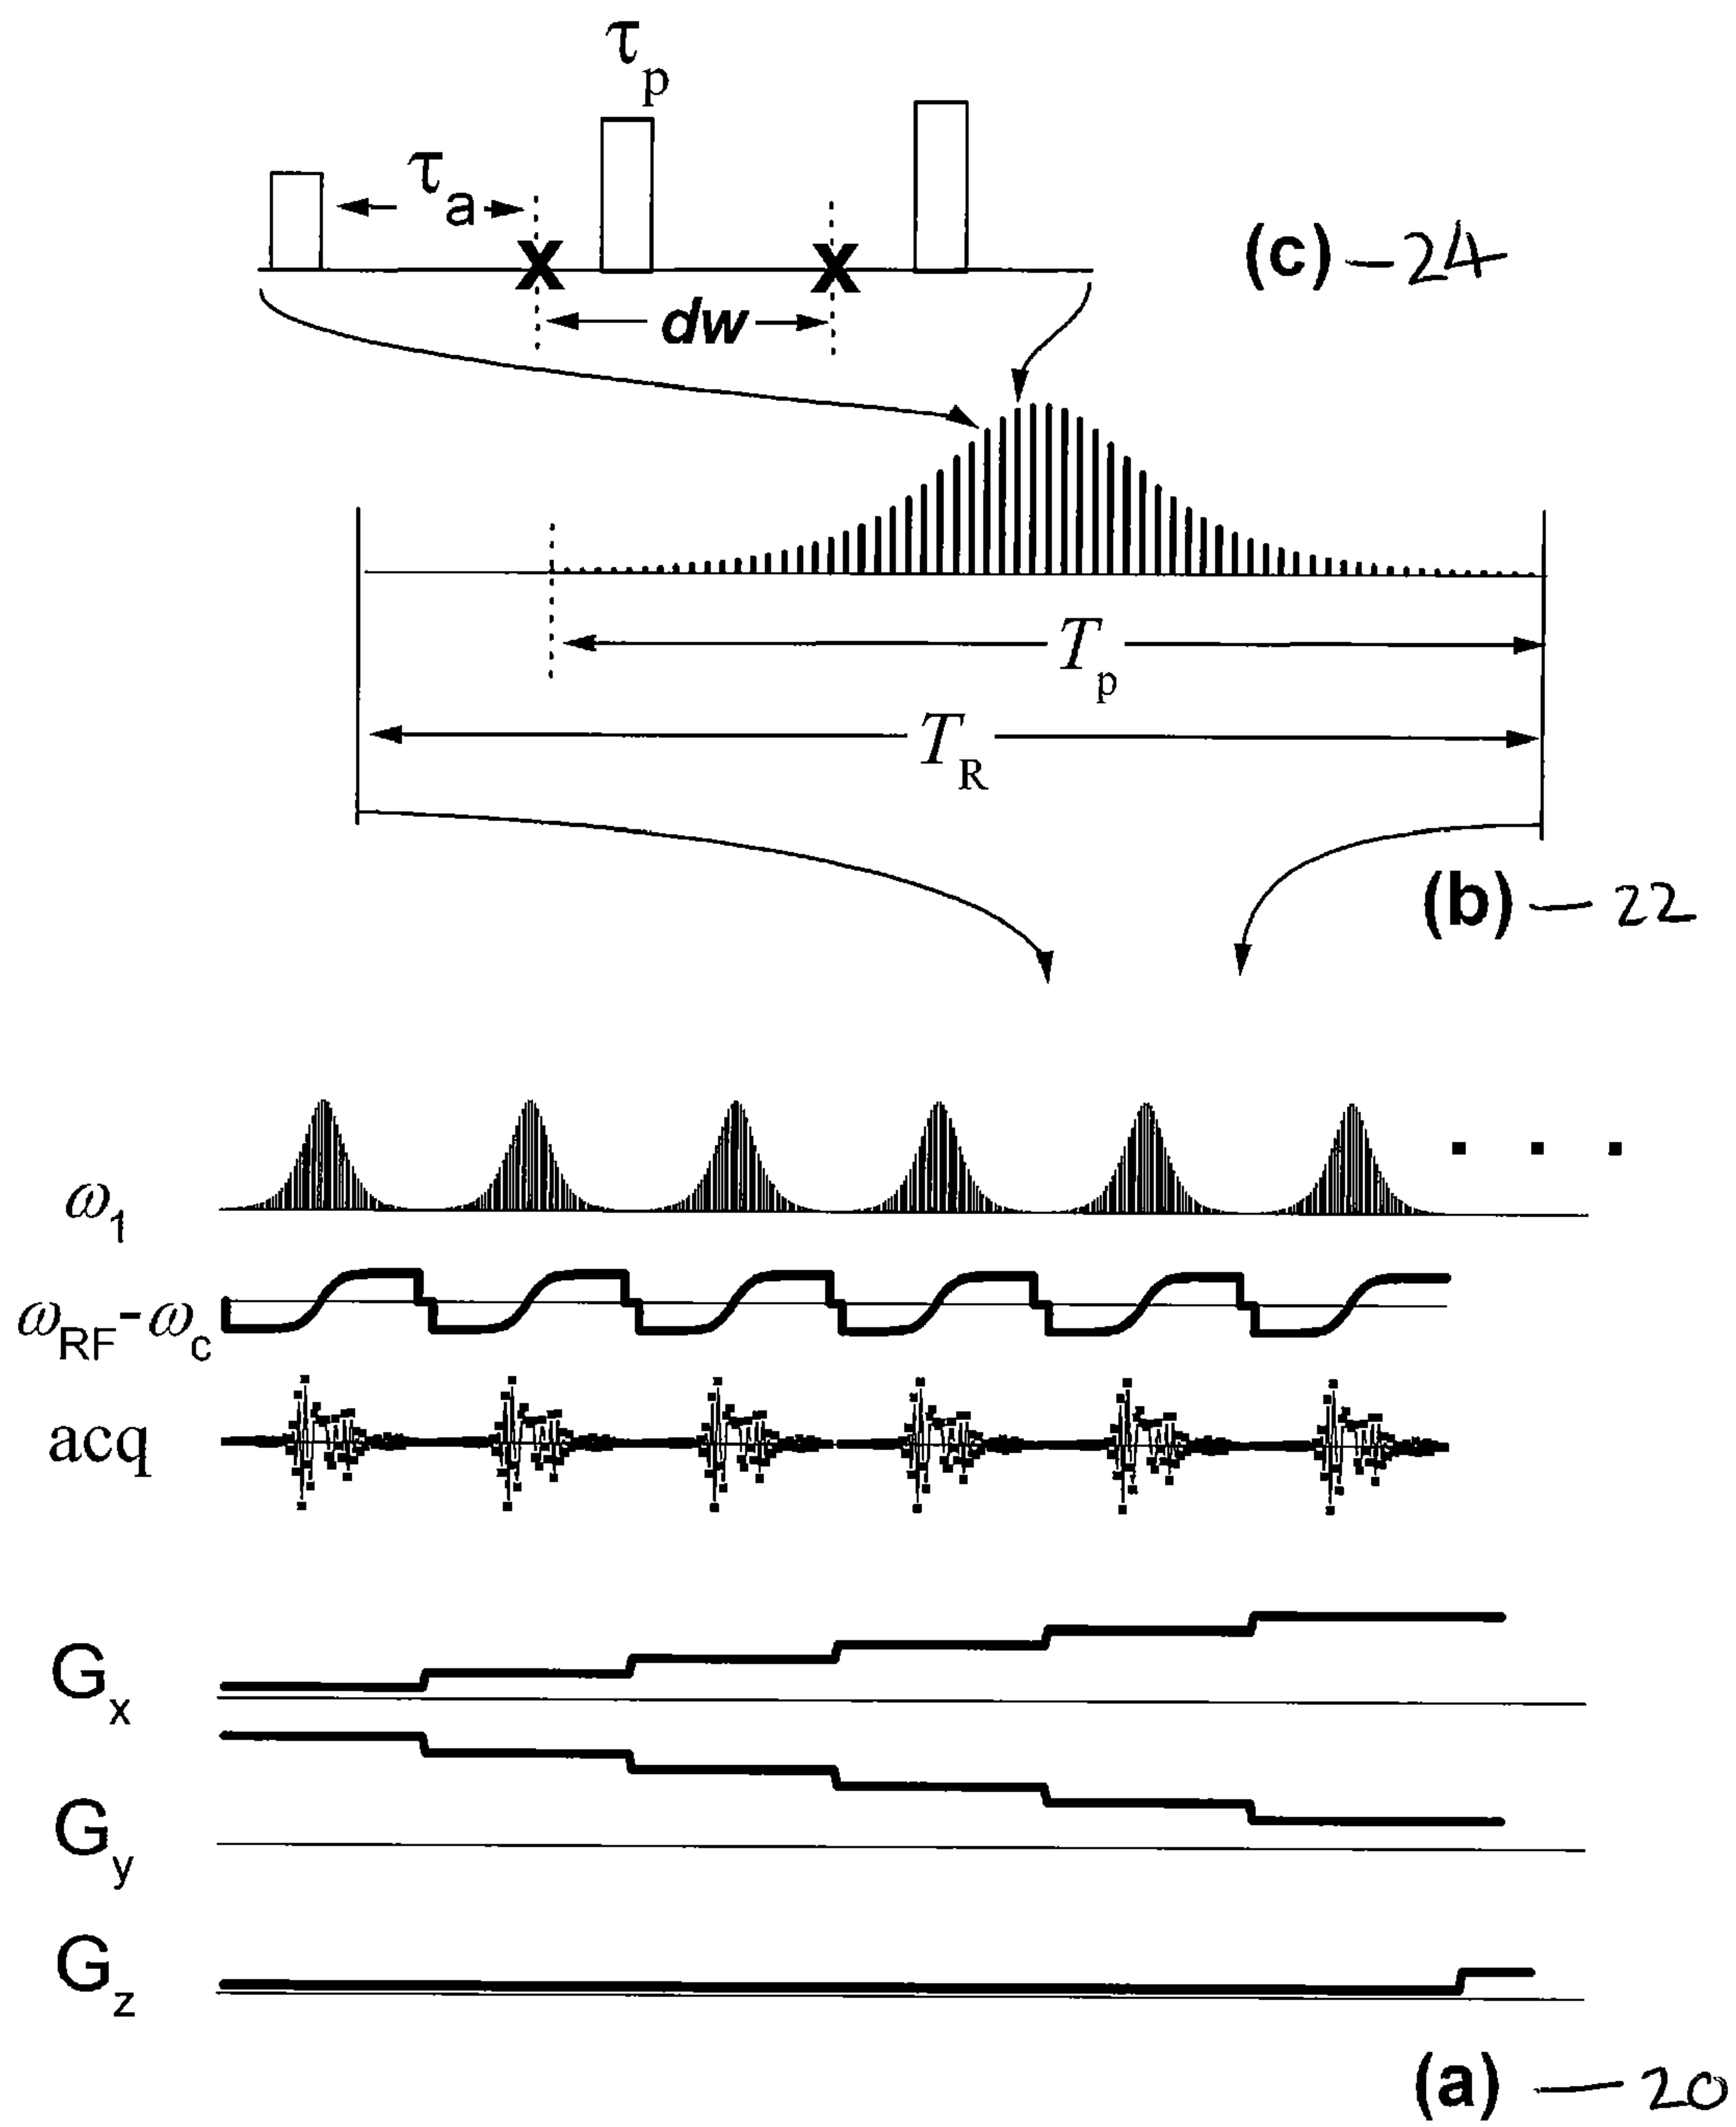 τp
τa
X X
dw
(c) – 24
Tp
TR
(b) – 22
ω1
. . .
ωRF-ωc
acq
Gx
Gy
Gz
(a) – 20